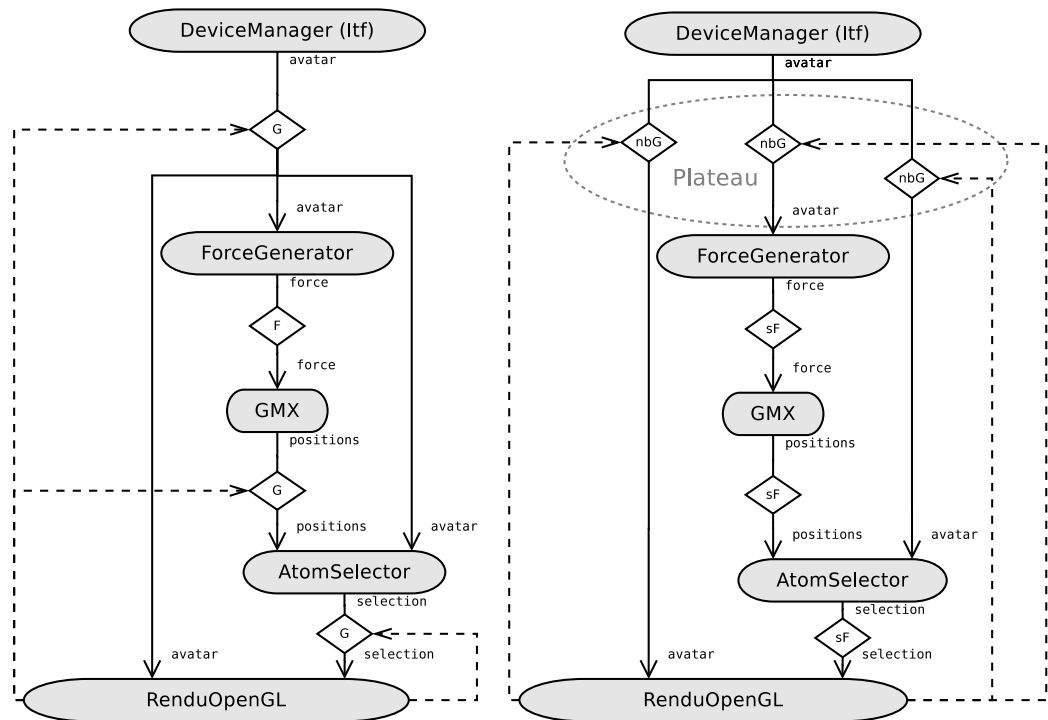 DeviceManager (Itf)
avatar
G
avatar
ForceGenerator
force
F
force
GMX
positions
G
positions
avatar
AtomSelector
selection
G
avatar
selection
RenduOpenGL
DeviceManager (Itf)
avatar
nbG
nbG
nbG
Plateau
avatar
ForceGenerator
force
sF
force
GMX
positions
sF
positions
avatar
AtomSelector
selection
sF
avatar
selection
RenduOpenGL